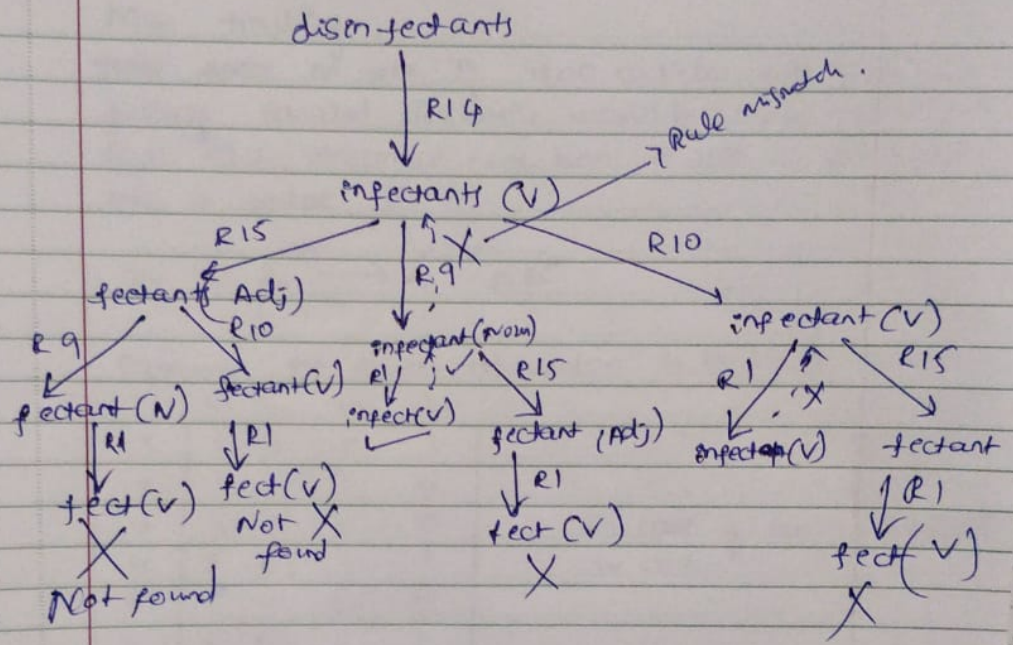 disinfectants
R14
Rule mismatch.
infectants (V)
R15
X
R10
R9
fectants (Adj)
infectant (V)
R10
R9
infectant (Noun)
R1
R15
R1
R15
X
fectant (N)
fectant (V)
infect (V)
fectant (Adj)
(V)
fectant
R1
R1
R1
R1
fect (V)
fect (V)
fect (V)
fect (V)
X
Not X
found
X
X
Not found